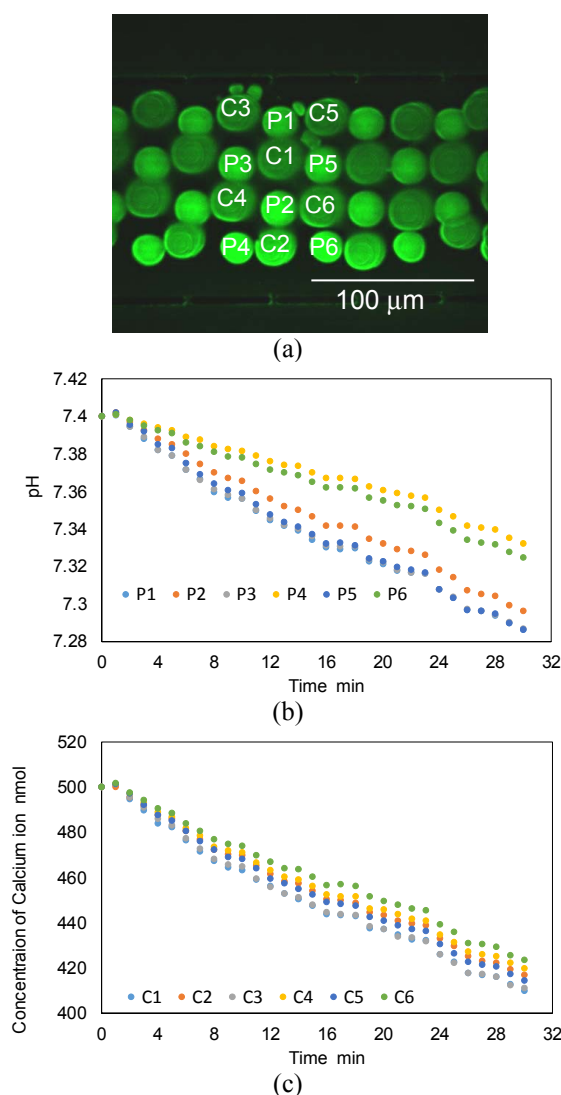 C3 P1 C5
P3 C1 P5
C4 P2 C6
P4 C2 P6
100 μm
(a)
7.42
7.4
7.38
7.36
7.34
7.32
7.3
7.28
pH
P1 P2 P3 P4 P5 P6
0 4 8 12 16 20 24 28 32
Time min
(b)
520
500
480
460
440
420
400
Concentraion of Calcium ion nmol
C1 C2 C3 C4 C5 C6
0 4 8 12 16 20 24 28 32
Time min
(c)